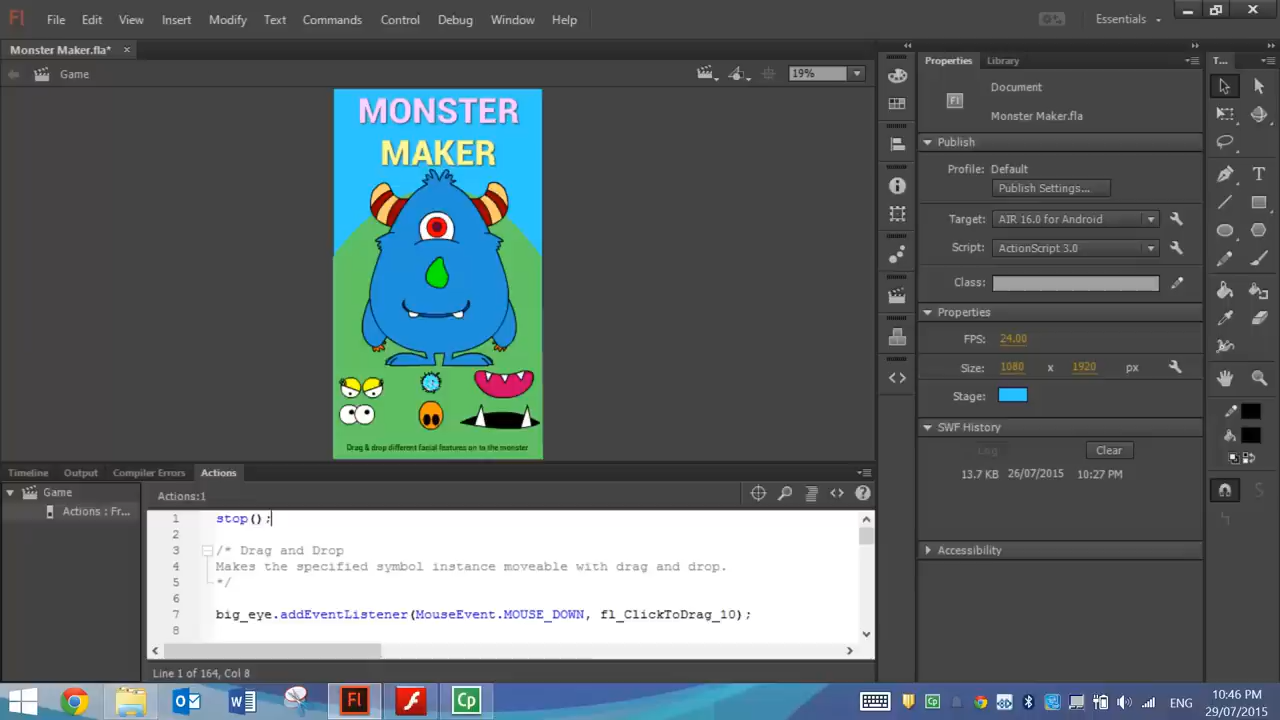 Fl File Edit View Insert Modify Text Commands Control Debug Window Help Essentials
Monster Maker.fla* ×
Game 19%
MONSTER
MAKER
Drag & drop different facial features on to the monster
Properties Library T...
Document
Fl Monster Maker.fla
Publish
Profile: Default
Publish Settings...
Target: AIR 16.0 for Android
Script: ActionScript 3.0
Class:
Properties
FPS: 24.00
Size: 1080 x 1920 px
Stage:
SWF History
Log Clear
13.7 KB 26/07/2015 10:27 PM
Accessibility
Timeline Output Compiler Errors Actions
Game
Actions : Fr...
Actions:1
1 stop();
2
3 /* Drag and Drop
4 Makes the specified symbol instance moveable with drag and drop.
5 */
6
7 big_eye.addEventListener(MouseEvent.MOUSE_DOWN, fl_ClickToDrag_10);
8
Line 1 of 164, Col 8
Fl Cp ENG
10:46 PM
29/07/2015